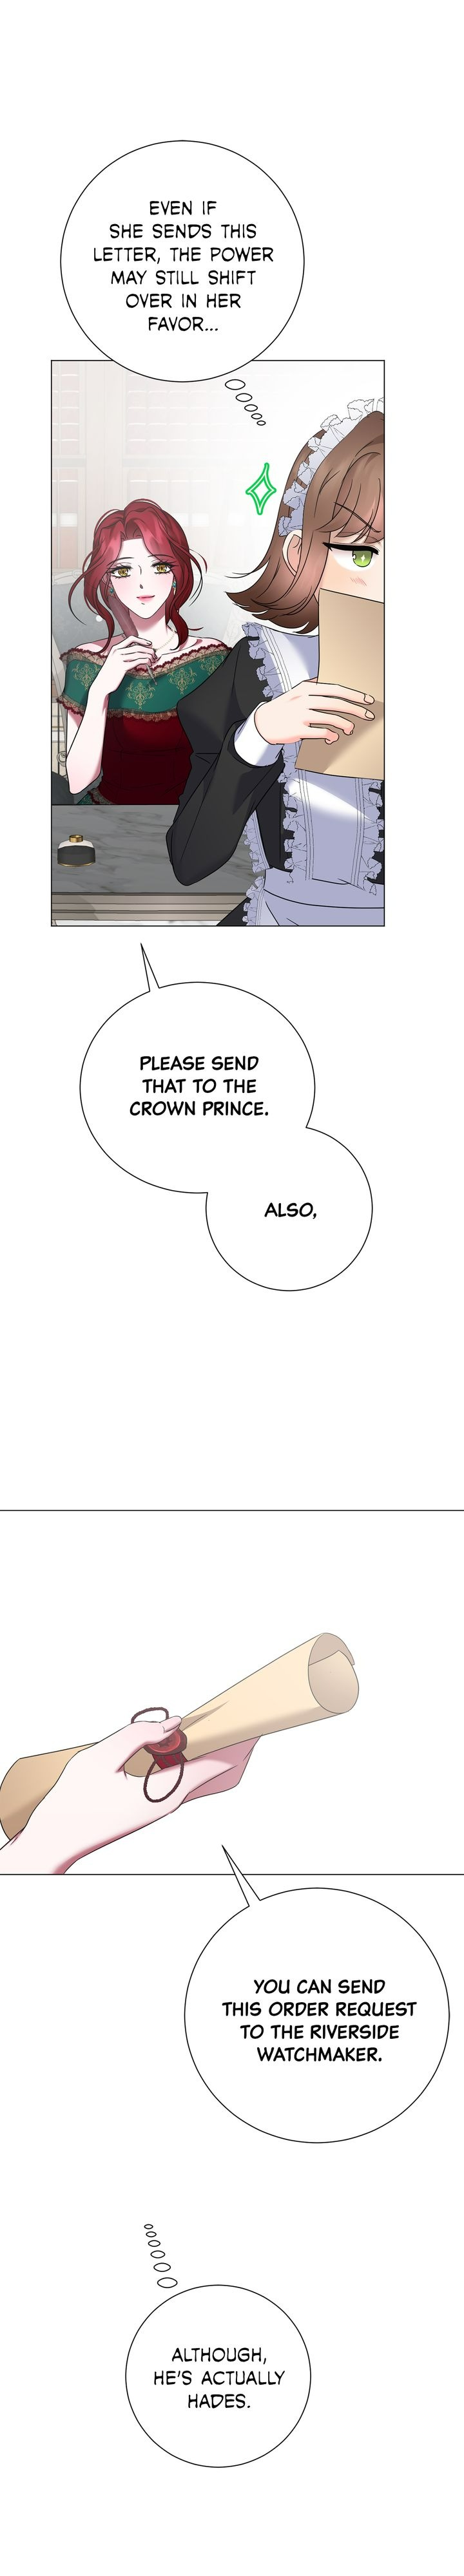 EVEN IF
SHE SENDS THIS
LETTER, THE POWER
MAY STILL SHIFT
OVER IN HER
FAVOR...
PLEASE SEND
THAT TO THE
CROWN PRINCE.
ALSO,
YOU CAN SEND
THIS ORDER REQUEST
TO THE RIVERSIDE
WATCHMAKER.
ALTHOUGH,
HE'S ACTUALLY
HADES.